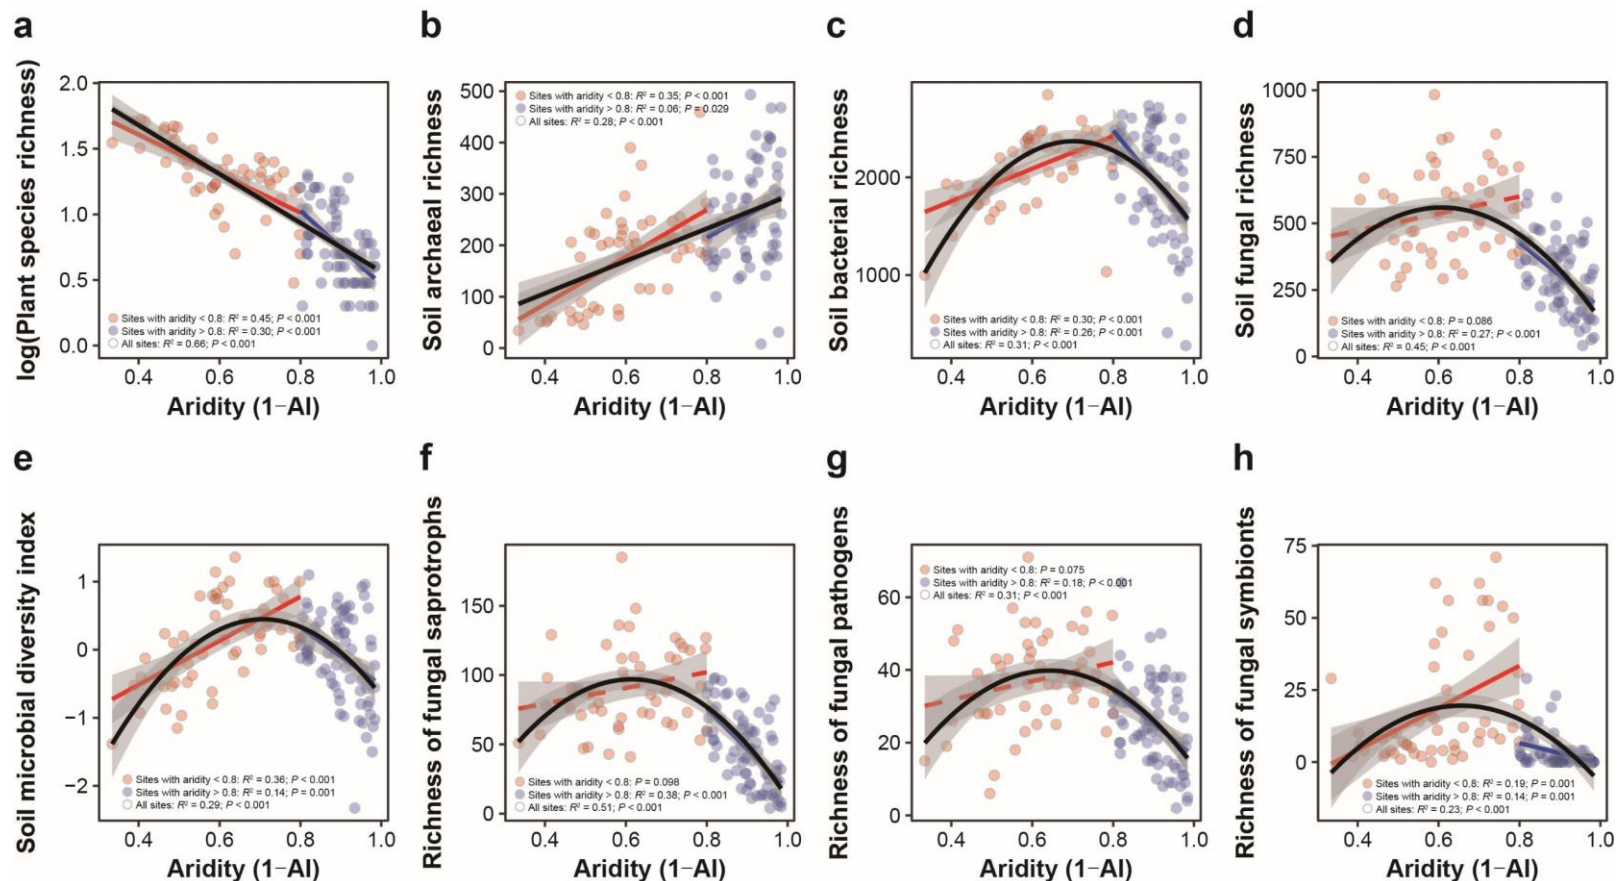 a
log(Plant species richness)
2.0
1.5
1.0
0.5
0.0
Sites with aridity < 0.8: R² = 0.45; P < 0.001
Sites with aridity > 0.8: R² = 0.30; P < 0.001
All sites: R² = 0.66; P < 0.001
0.4 0.6 0.8 1.0
Aridity (1−AI)
b
Soil archaeal richness
500
400
300
200
100
0
Sites with aridity < 0.8: R² = 0.35; P < 0.001
Sites with aridity > 0.8: R² = 0.06; P = 0.029
All sites: R² = 0.28; P < 0.001
0.4 0.6 0.8 1.0
Aridity (1−AI)
c
Soil bacterial richness
2000
1000
Sites with aridity < 0.8: R² = 0.30; P < 0.001
Sites with aridity > 0.8: R² = 0.26; P < 0.001
All sites: R² = 0.31; P < 0.001
0.4 0.6 0.8 1.0
Aridity (1−AI)
d
Soil fungal richness
1000
750
500
250
0
Sites with aridity < 0.8: P = 0.086
Sites with aridity > 0.8: R² = 0.27; P < 0.001
All sites: R² = 0.45; P < 0.001
0.4 0.6 0.8 1.0
Aridity (1−AI)
e
Soil microbial diversity index
1
0
−1
−2
Sites with aridity < 0.8: R² = 0.36; P < 0.001
Sites with aridity > 0.8: R² = 0.14; P = 0.001
All sites: R² = 0.29; P < 0.001
0.4 0.6 0.8 1.0
Aridity (1−AI)
f
Richness of fungal saprotrophs
150
100
50
0
Sites with aridity < 0.8: P = 0.098
Sites with aridity > 0.8: R² = 0.38; P < 0.001
All sites: R² = 0.51; P < 0.001
0.4 0.6 0.8 1.0
Aridity (1−AI)
g
Richness of fungal pathogens
60
40
20
0
Sites with aridity < 0.8: P = 0.075
Sites with aridity > 0.8: R² = 0.18; P < 0.001
All sites: R² = 0.31; P < 0.001
0.4 0.6 0.8 1.0
Aridity (1−AI)
h
Richness of fungal symbionts
75
50
25
0
Sites with aridity < 0.8: R² = 0.19; P = 0.001
Sites with aridity > 0.8: R² = 0.14; P = 0.001
All sites: R² = 0.23; P < 0.001
0.4 0.6 0.8 1.0
Aridity (1−AI)